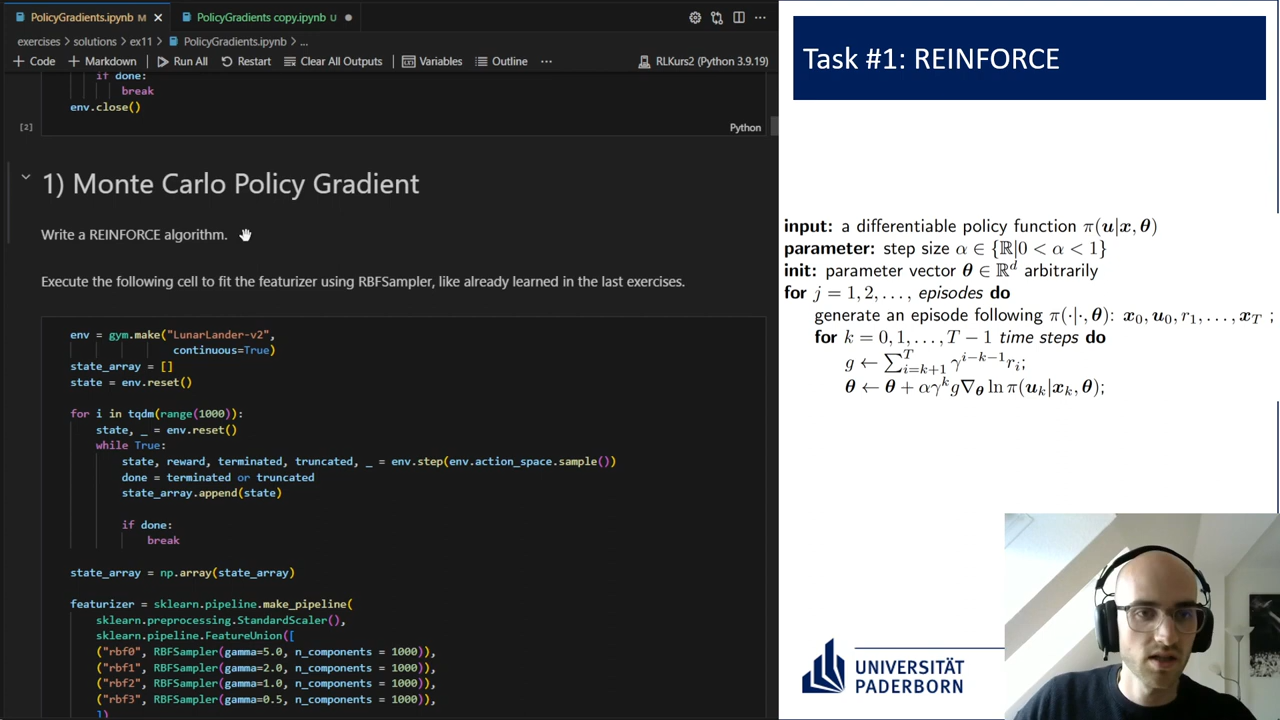 PolicyGradients.ipynb M
PolicyGradients copy.ipynb U
exercises > solutions > ex11 > PolicyGradients.ipynb > ...
+ Code + Markdown Run All Restart Clear All Outputs Variables Outline ... RLKurs2 (Python 3.9.19)
if done:
break
env.close()
[2]
Python
1) Monte Carlo Policy Gradient
Write a REINFORCE algorithm.
Execute the following cell to fit the featurizer using RBFSampler, like already learned in the last exercises.
env = gym.make("LunarLander-v2",
continuous=True)
state_array = []
state = env.reset()
for i in tqdm(range(1000)):
state, _ = env.reset()
while True:
state, reward, terminated, truncated, _ = env.step(env.action_space.sample())
done = terminated or truncated
state_array.append(state)
if done:
break
state_array = np.array(state_array)
featurizer = sklearn.pipeline.make_pipeline(
sklearn.preprocessing.StandardScaler(),
sklearn.pipeline.FeatureUnion([
("rbf0", RBFSampler(gamma=5.0, n_components = 1000)),
("rbf1", RBFSampler(gamma=2.0, n_components = 1000)),
("rbf2", RBFSampler(gamma=1.0, n_components = 1000)),
("rbf3", RBFSampler(gamma=0.5, n_components = 1000)),
])
Task #1: REINFORCE
input: a differentiable policy function π(u|x, θ)
parameter: step size α ∈ {ℝ|0 < α < 1}
init: parameter vector θ ∈ ℝ^d arbitrarily
for j = 1, 2, . . . , episodes do
generate an episode following π(·|·, θ): x₀, u₀, r₁, . . . , x_T ;
for k = 0, 1, . . . , T − 1 time steps do
g ← ∑_{i=k+1}^{T} γ^{i−k−1} r_i;
θ ← θ + αγ^k g∇_θ ln π(u_k|x_k, θ);
UNIVERSITÄT
PADERBORN